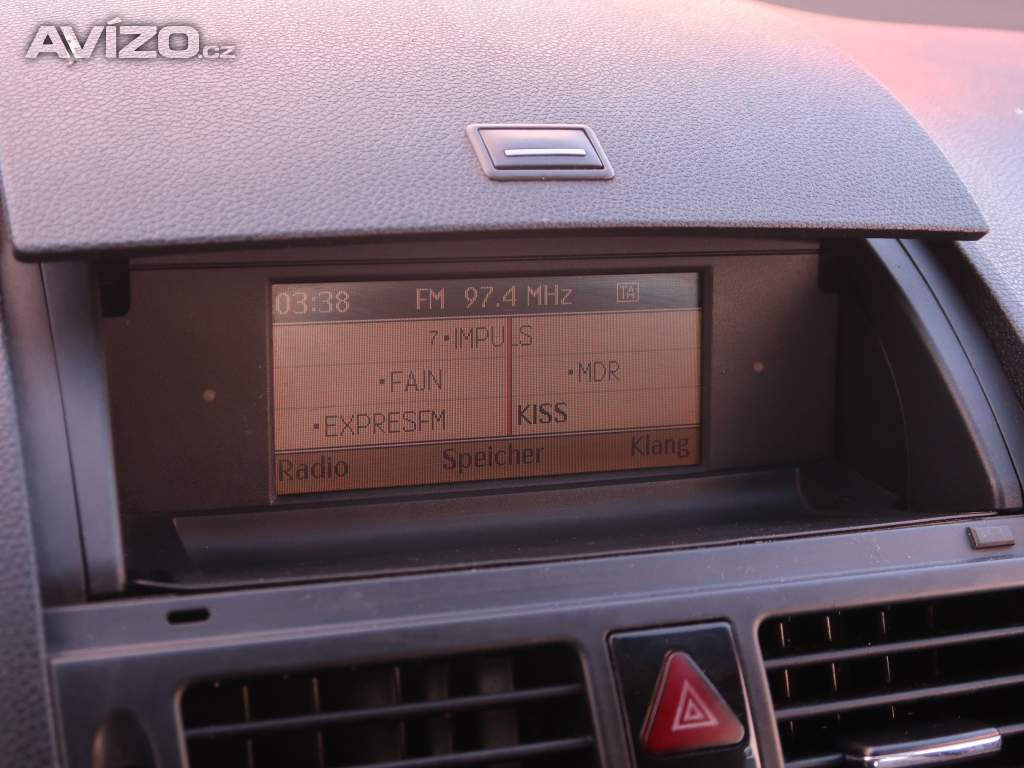 AVÍZO.cz
03:38 FM 97.4 MHz TA
7•IMPULS
•FAJN •MDR
•EXPRESFM KISS
Radio Speicher Klang